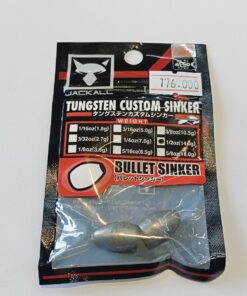 176.000
JACKALL
TUNGSTEN CUSTOM SINKER
タングステンカスタムシンカー
WEIGHT
1/16oz(1.8g) 3/16oz(5.0g) 3/8oz(10.5g)
3/32oz(2.7g) 1/4oz(7.0g) 1/2oz(14.0g)
1/8oz(3.5g) 5/16oz(8.5g) 5/8oz(18.0g)
BULLET SINKER
(バレットシンカー)